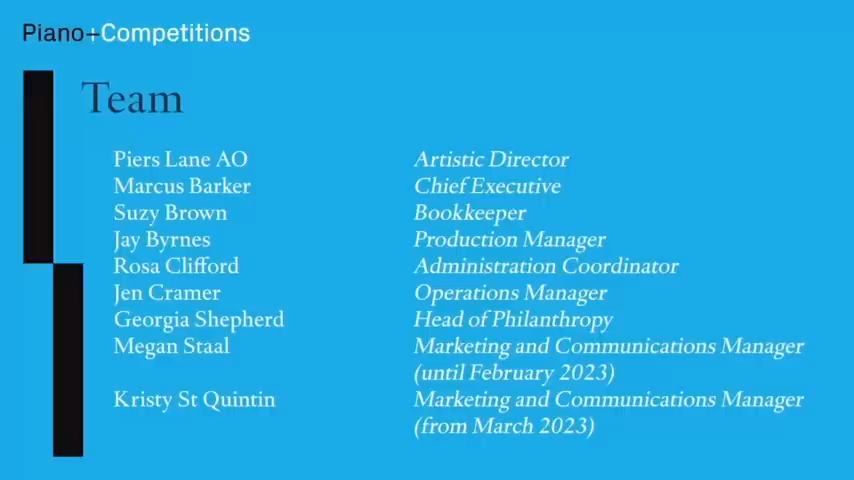 Piano+Competitions
Team
Piers Lane AO Artistic Director
Marcus Barker Chief Executive
Suzy Brown Bookkeeper
Jay Byrnes Production Manager
Rosa Clifford Administration Coordinator
Jen Cramer Operations Manager
Georgia Shepherd Head of Philanthropy
Megan Staal Marketing and Communications Manager
(until February 2023)
Kristy St Quintin Marketing and Communications Manager
(from March 2023)